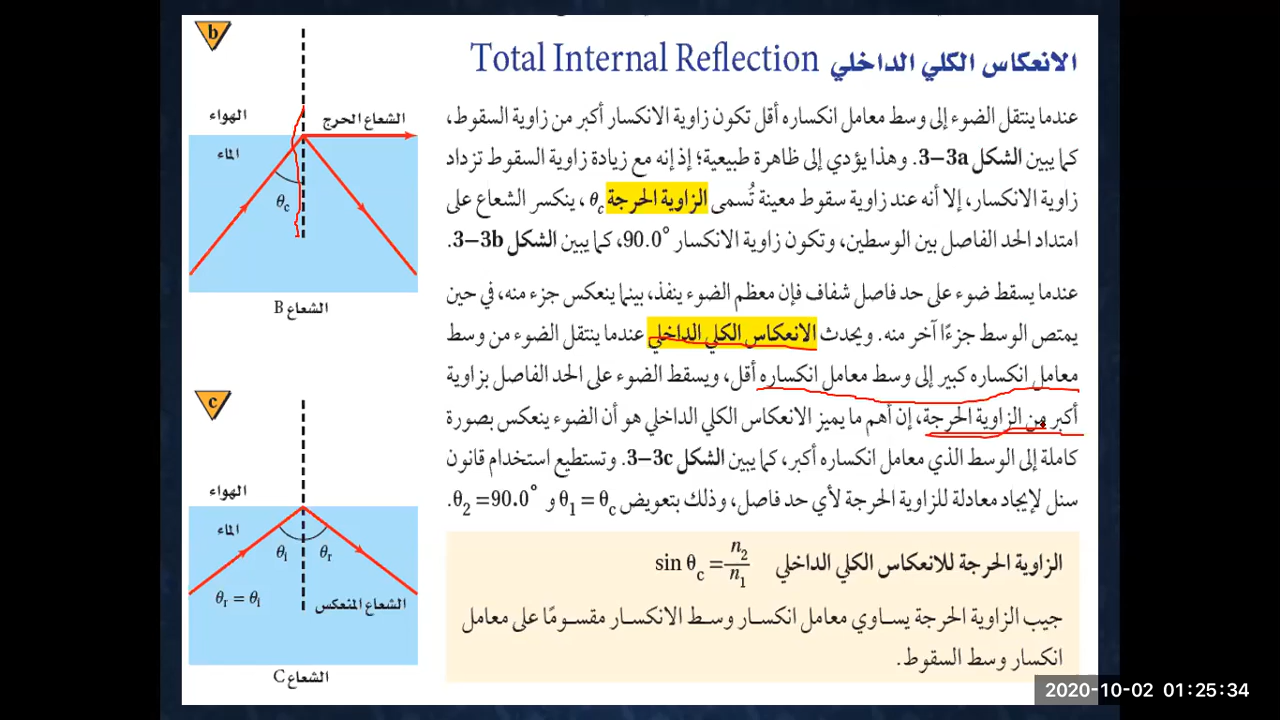 الانعكاس الكلي الداخلي Total Internal Reflection
عندما ينتقل الضوء إلى وسط معامل انكساره أقل تكون زاوية الانكسار أكبر من زاوية السقوط،
كما يبين الشكل 3-3a. وهذا يؤدي إلى ظاهرة طبيعية؛ إذ إنه مع زيادة زاوية السقوط تزداد
زاوية الانكسار، إلا أنه عند زاوية سقوط معينة تُسمى الزاوية الحرجة θc، ينكسر الشعاع على
امتداد الحد الفاصل بين الوسطين، وتكون زاوية الانكسار 90.0°، كما يبين الشكل 3-3b.
عندما يسقط ضوء على حد فاصل شفاف فإن معظم الضوء ينفذ، بينما ينعكس جزء منه، في حين
يمتص الوسط جزءًا آخر منه. ويحدث الانعكاس الكلي الداخلي عندما ينتقل الضوء من وسط
معامل انكساره كبير إلى وسط معامل انكساره أقل، ويسقط الضوء على الحد الفاصل بزاوية
أكبر من الزاوية الحرجة، إن أهم ما يميز الانعكاس الكلي الداخلي هو أن الضوء ينعكس بصورة
كاملة إلى الوسط الذي معامل انكساره أكبر، كما يبين الشكل 3-3c. وتستطيع استخدام قانون
سنل لإيجاد معادلة للزاوية الحرجة لأي حد فاصل، وذلك بتعويض θ1 = θc و θ2 = 90.0°.
الزاوية الحرجة للانعكاس الكلي الداخلي sin θc = n2/n1
جيب الزاوية الحرجة يساوي معامل انكسار وسط الانكسار مقسومًا على معامل
انكسار وسط السقوط.
b
الهواء
الشعاع الحرج
الماء
θc
الشعاع B
c
الهواء
الماء
θi
θr
θr = θi
الشعاع المنعكس
الشعاع C
2020-10-02 01:25:34